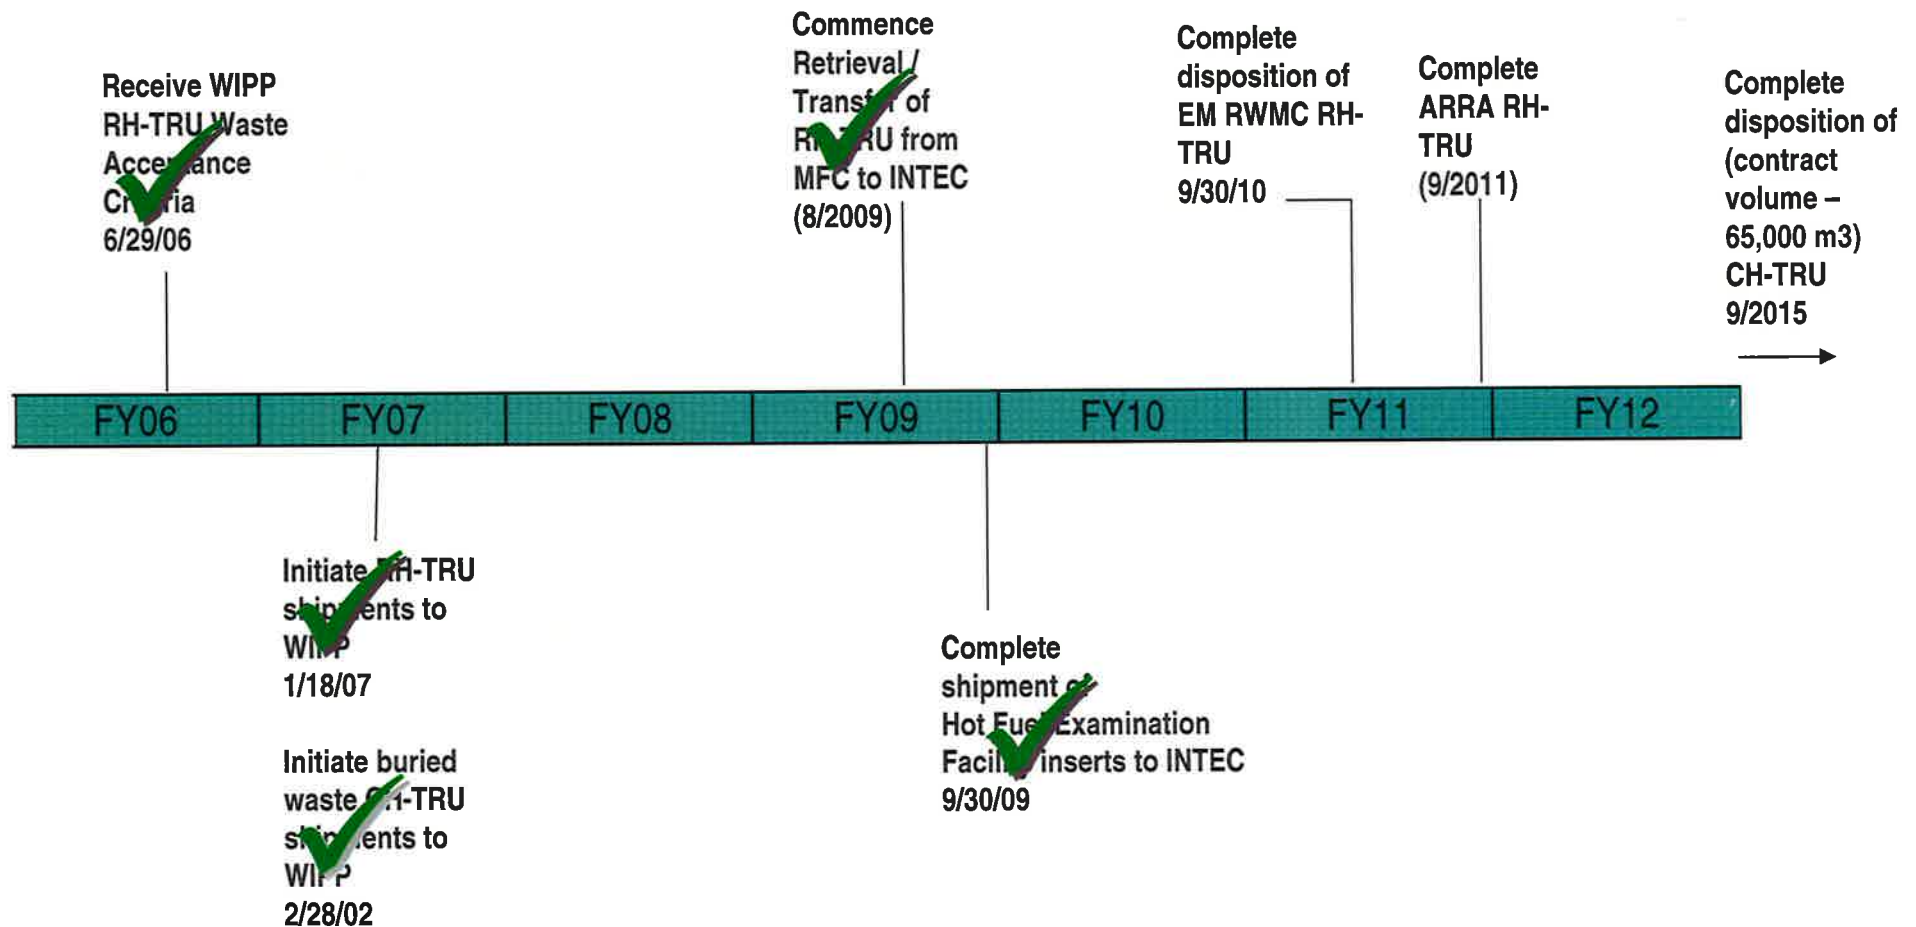 Receive WIPP
RH-TRU Waste
Acceptance
Criteria
6/29/06
Commence
Retrieval /
Transfer of
RH-TRU from
MFC to INTEC
(8/2009)
Complete
disposition of
EM RWMC RH-
TRU
9/30/10
Complete
ARRA RH-
TRU
(9/2011)
Complete
disposition of
(contract
volume –
65,000 m3)
CH-TRU
9/2015
FY06
FY07
FY08
FY09
FY10
FY11
FY12
Initiate RH-TRU
shipments to
WIPP
1/18/07
Initiate buried
waste CH-TRU
shipments to
WIPP
2/28/02
Complete
shipment of
Hot Fuel Examination
Facility inserts to INTEC
9/30/09